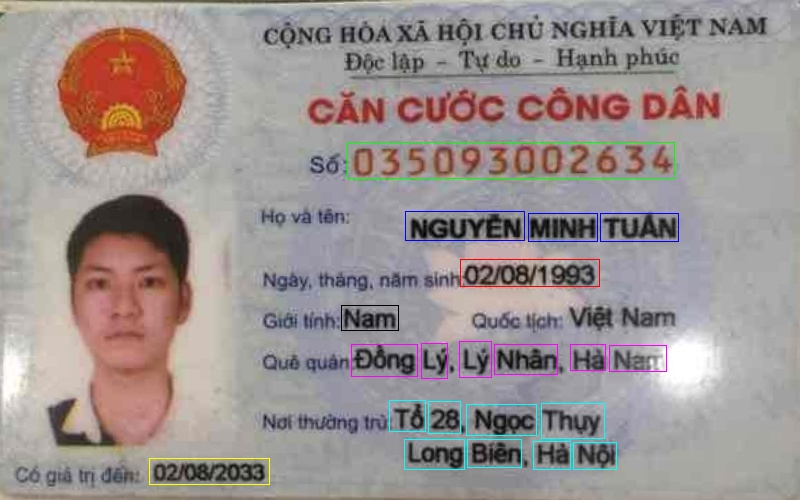 CỘNG HÒA XÃ HỘI CHỦ NGHĨA VIỆT NAM
Độc lập - Tự do - Hạnh phúc
CĂN CƯỚC CÔNG DÂN
Số: 035093002634
Họ và tên: NGUYỄN MINH TUẤN
Ngày, tháng, năm sinh: 02/08/1993
Giới tính: Nam Quốc tịch: Việt Nam
Quê quán: Đồng Lý, Lý Nhân, Hà Nam
Nơi thường trú: Tổ 28, Ngọc Thụy
Long Biên, Hà Nội
Có giá trị đến: 02/08/2033